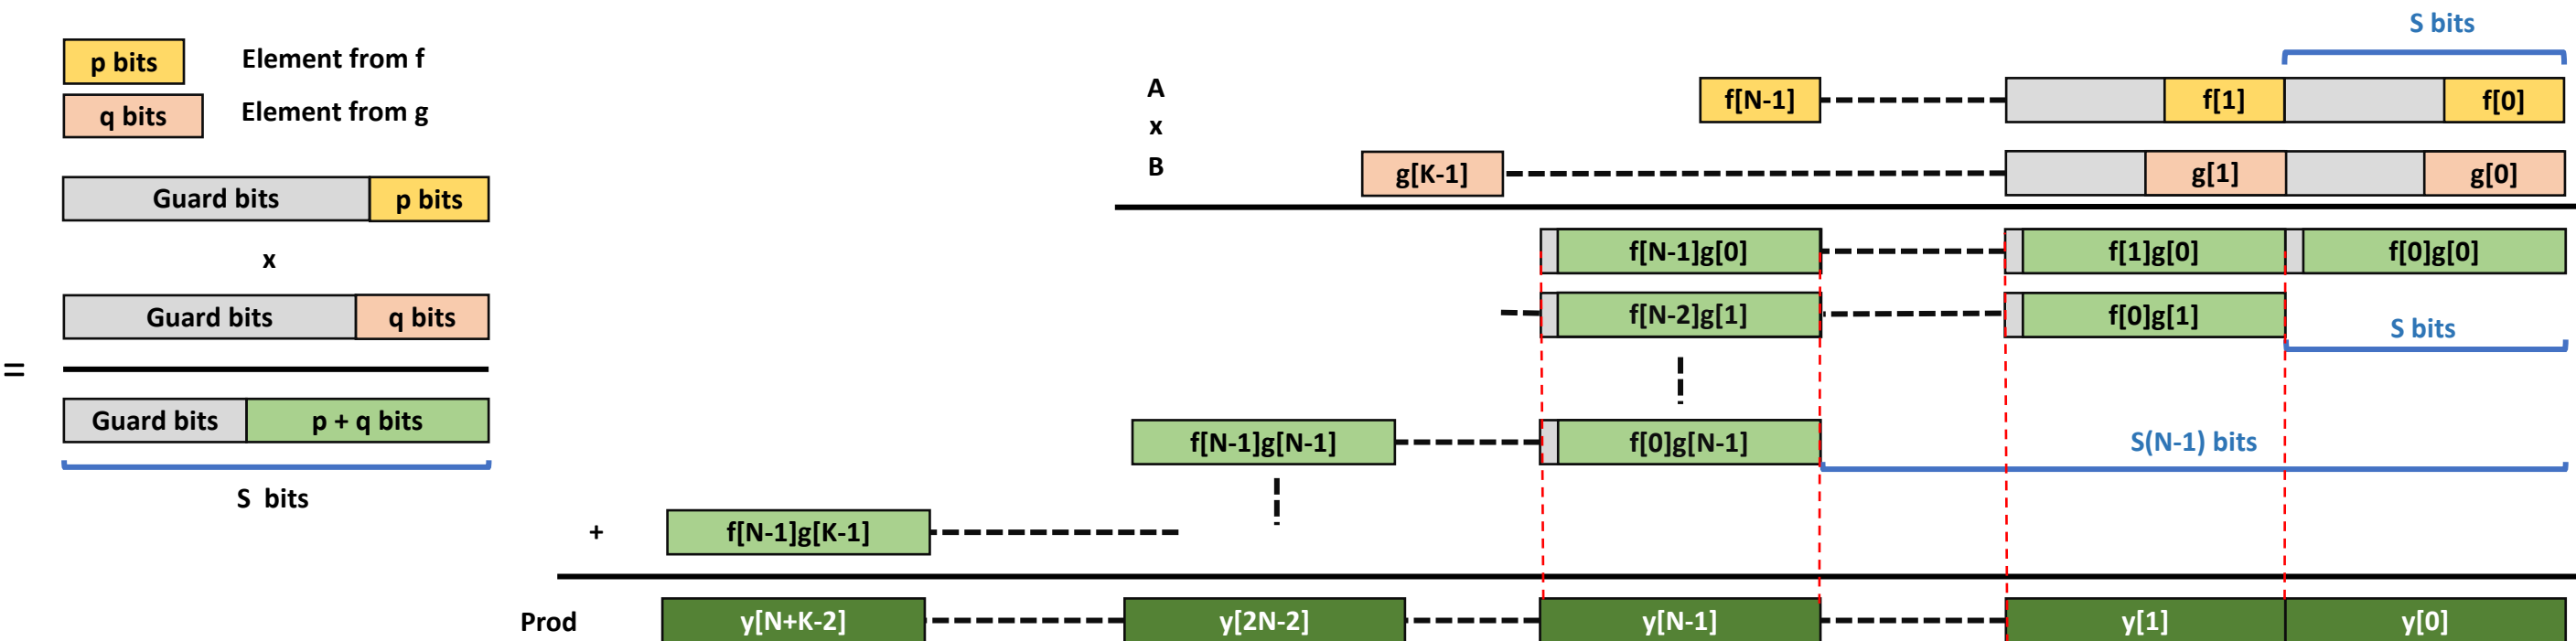 S bits
p bits Element from f
q bits Element from g
A f[N-1] f[1] f[0]
x
B g[K-1] g[1] g[0]
Guard bits p bits
x
Guard bits q bits
=
Guard bits p + q bits
S bits
f[N-1]g[0] f[1]g[0] f[0]g[0]
f[N-2]g[1] f[0]g[1] S bits
f[N-1]g[N-1] f[0]g[N-1] S(N-1) bits
+ f[N-1]g[K-1]
Prod y[N+K-2] y[2N-2] y[N-1] y[1] y[0]